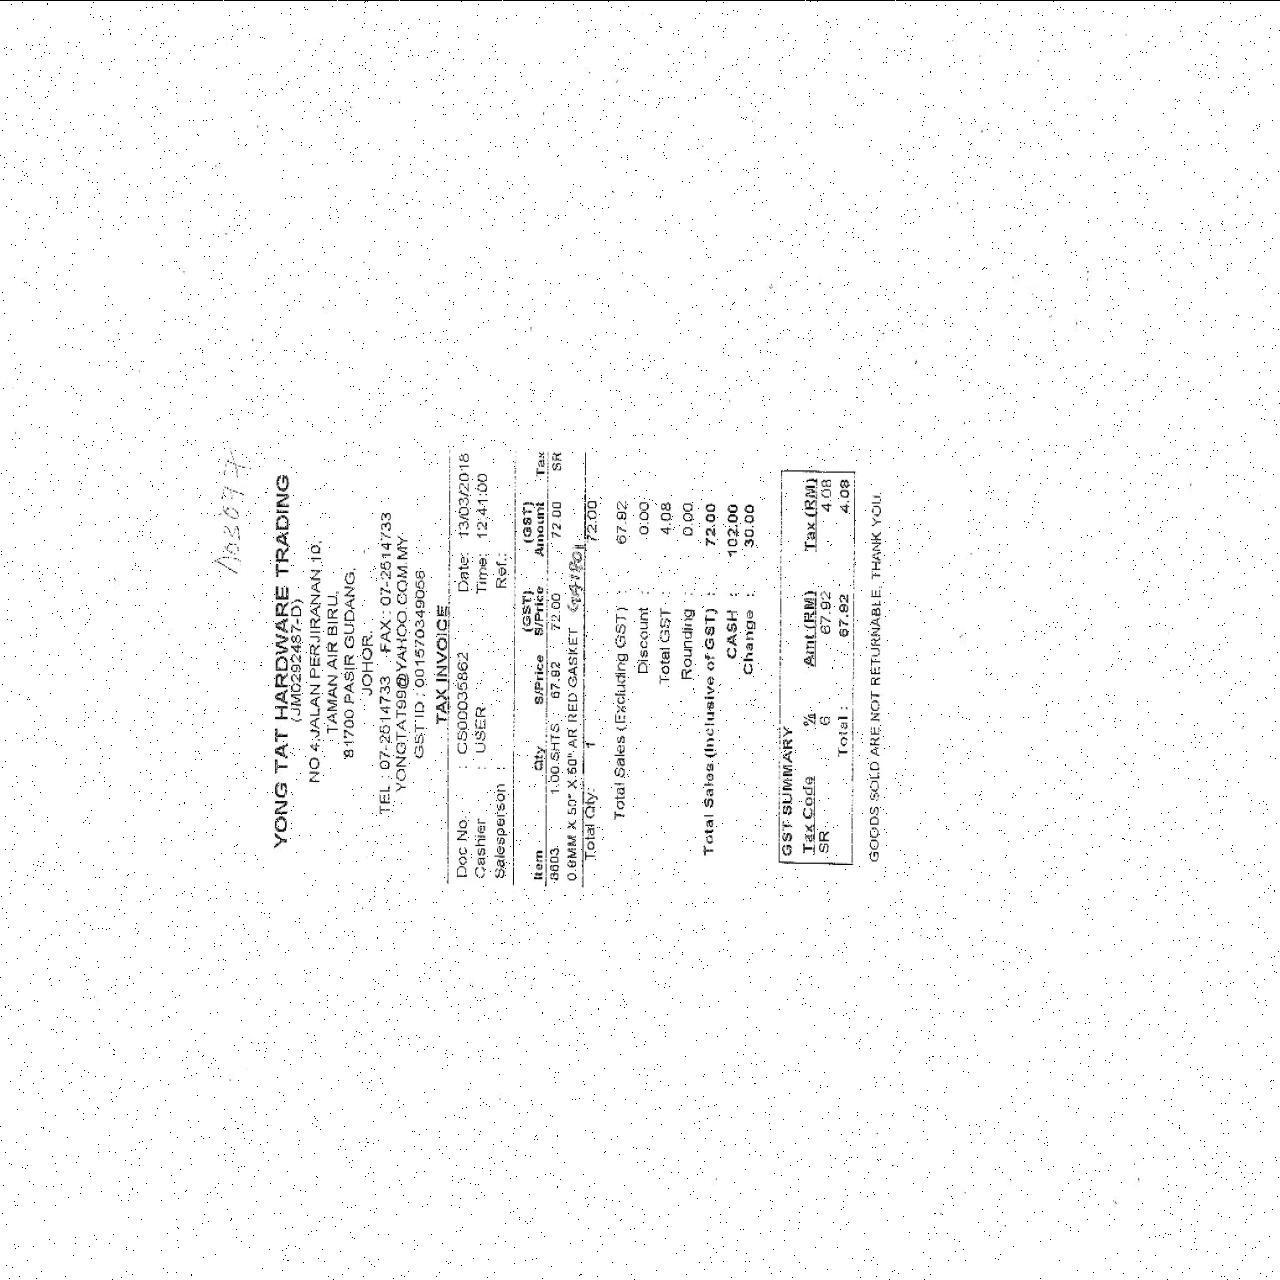 YONG TAT HARDWARE TRADING
(JM0292487-D)
NO 4,JALAN PERJIRANAN 10,
TAMAN AIR BIRU,
81700 PASIR GUDANG,
JOHOR.
TEL : 07-2514733 FAX : 07-2514733
YONGTAT99@YAHOO.COM.MY
GST ID : 001570349056
TAX INVOICE
Doc No. : CS00035862 Date: 13/03/2018
Cashier : USER Time: 12:41:00
Salesperson : Ref.:
(GST) (GST)
Item Qty S/Price S/Price Amount Tax
8603 1.00 SHTS 67.92 72.00 72.00 SR
0.8MM X 50" X 60" AR RED GASKET
Total Qty: 1 72.00
Total Sales (Excluding GST) : 67.92
Discount : 0.00
Total GST : 4.08
Rounding : 0.00
Total Sales (Inclusive of GST) : 72.00
CASH : 102.00
Change : 30.00
GST SUMMARY
Tax Code % Amt (RM) Tax (RM)
SR 6 67.92 4.08
Total : 67.92 4.08
GOODS SOLD ARE NOT RETURNABLE, THANK YOU.